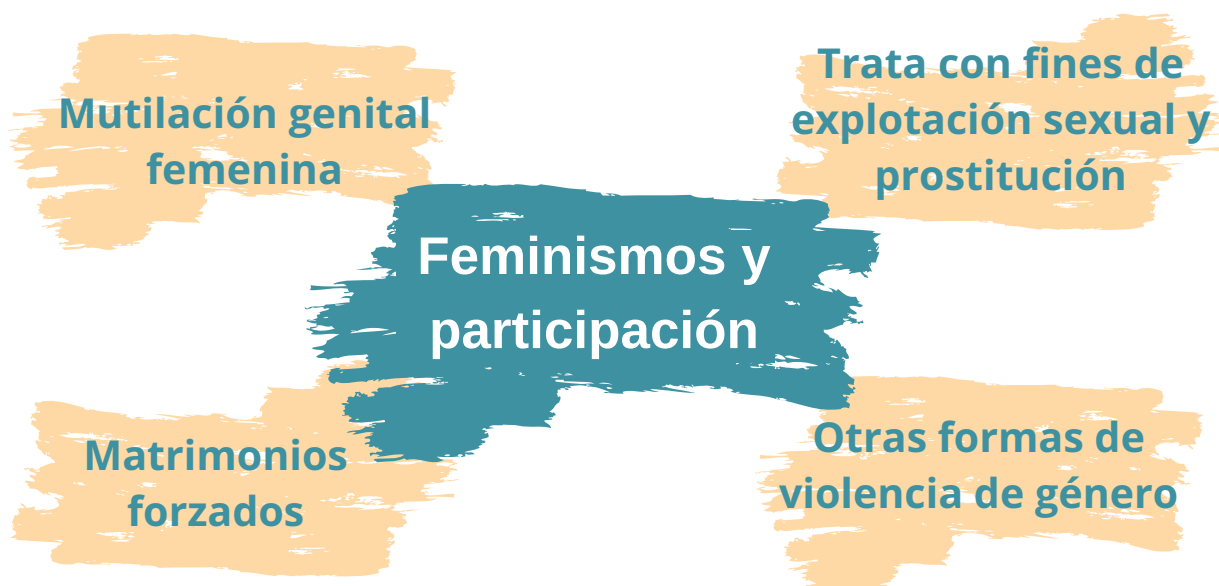 Mutilación genital
femenina
Trata con fines de
explotación sexual y
prostitución
Feminismos y
participación
Matrimonios
forzados
Otras formas de
violencia de género